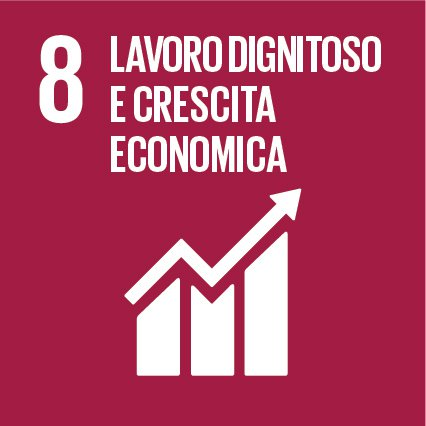 8 LAVORO DIGNITOSO
E CRESCITA
ECONOMICA